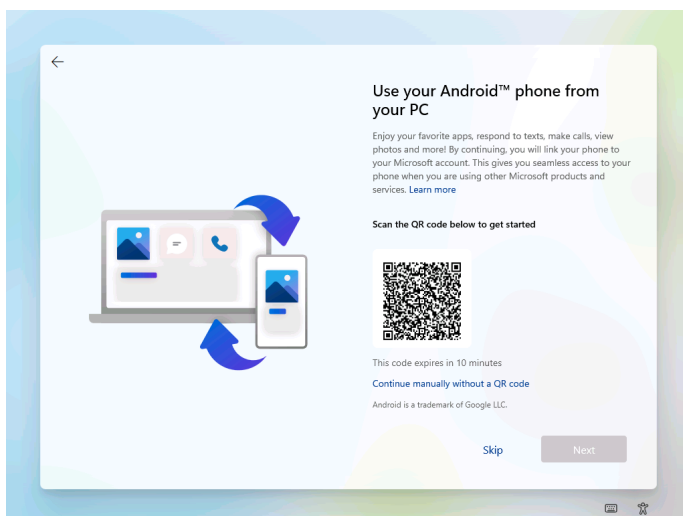 Use your Android™ phone from
your PC
Enjoy your favorite apps, respond to texts, make calls, view
photos and more! By continuing, you will link your phone to
your Microsoft account. This gives you seamless access to your
phone when you are using other Microsoft products and
services. Learn more
Scan the QR code below to get started
This code expires in 10 minutes
Continue manually without a QR code
Android is a trademark of Google LLC.
Skip
Next